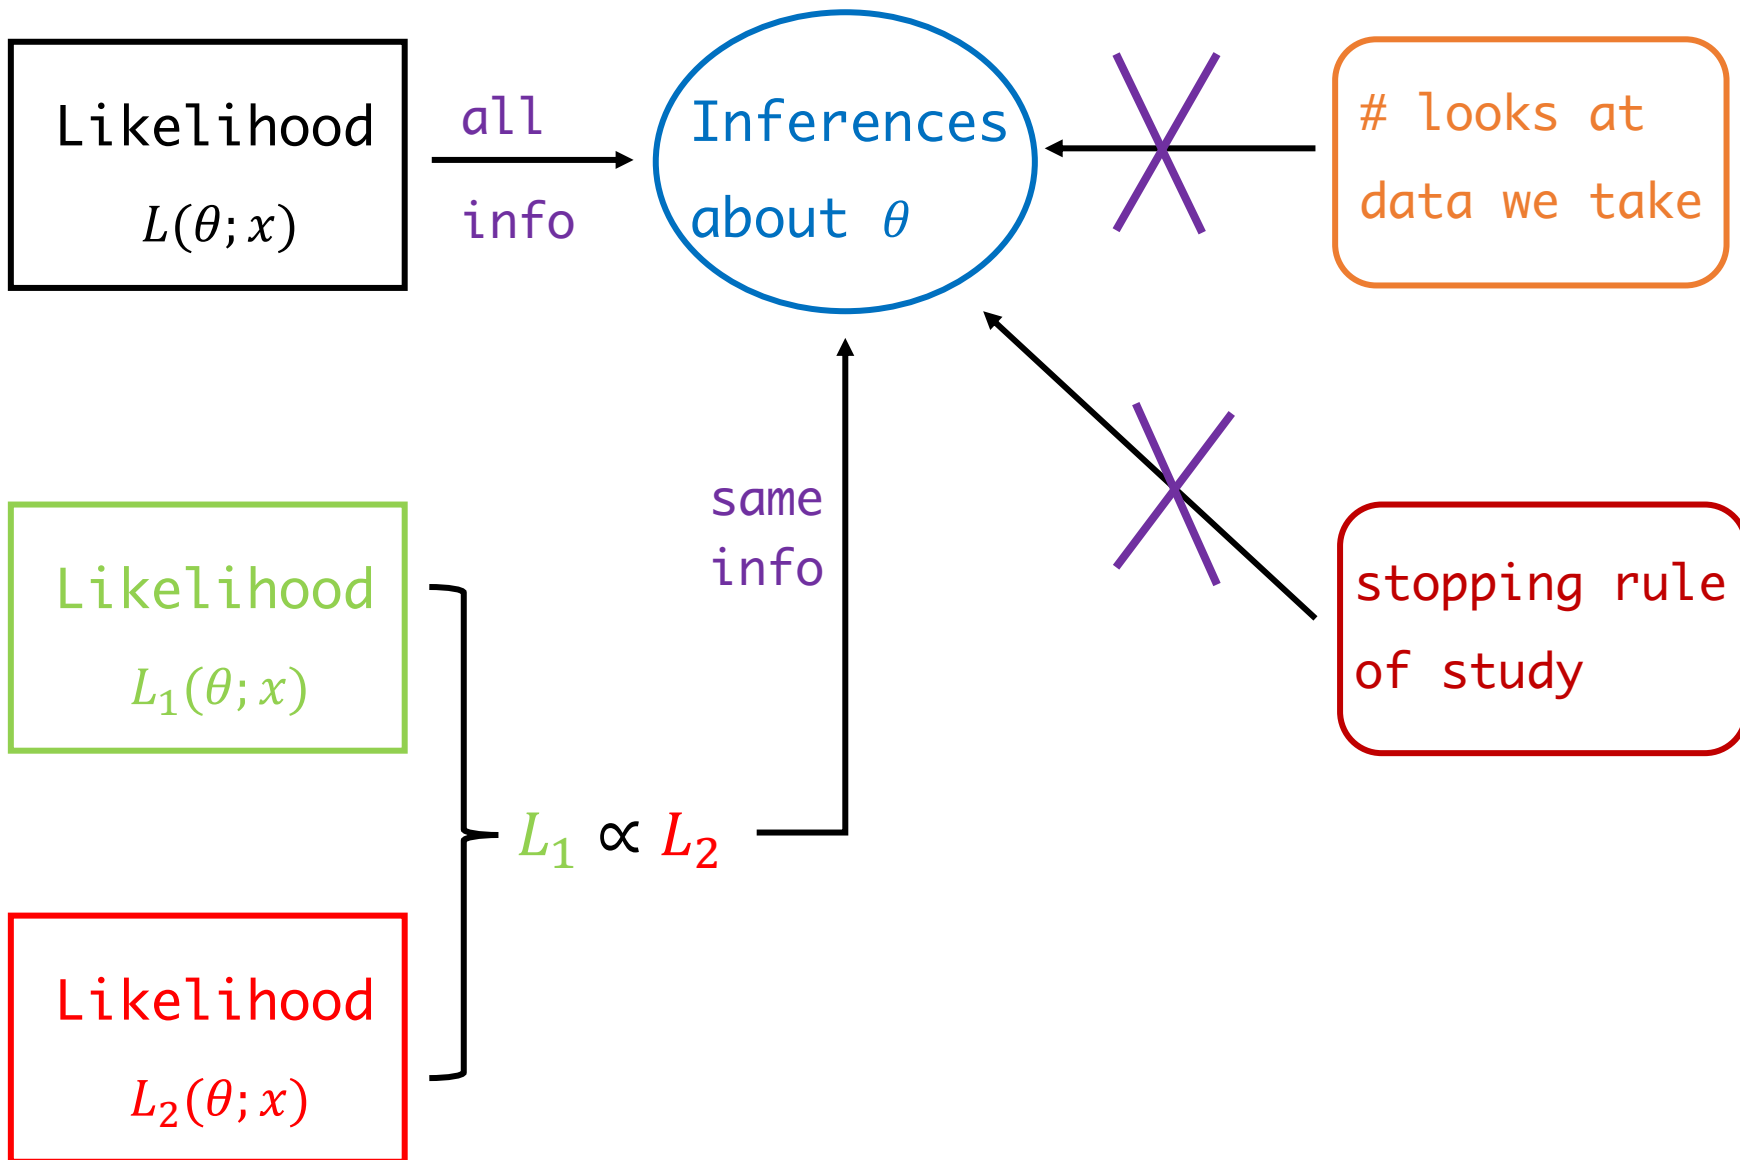 Likelihood
L(θ; x)
all
info
Inferences
about θ
# looks at
data we take
same
info
Likelihood
L₁(θ; x)
stopping rule
of study
L₁ ∝ L₂
Likelihood
L₂(θ; x)